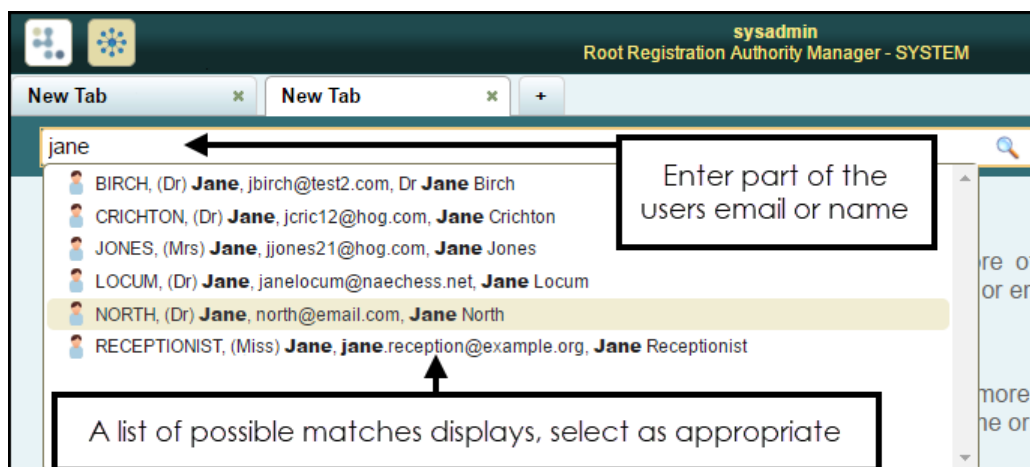 sysadmin
Root Registration Authority Manager - SYSTEM
New Tab
New Tab
+
jane
Enter part of the
users email or name
BIRCH, (Dr) Jane, jbirch@test2.com, Dr Jane Birch
CRICHTON, (Dr) Jane, jcric12@hog.com, Jane Crichton
JONES, (Mrs) Jane, jjones21@hog.com, Jane Jones
LOCUM, (Dr) Jane, janelocum@naechess.net, Jane Locum
NORTH, (Dr) Jane, north@email.com, Jane North
RECEPTIONIST, (Miss) Jane, jane.reception@example.org, Jane Receptionist
or
more
or
A list of possible matches displays, select as appropriate